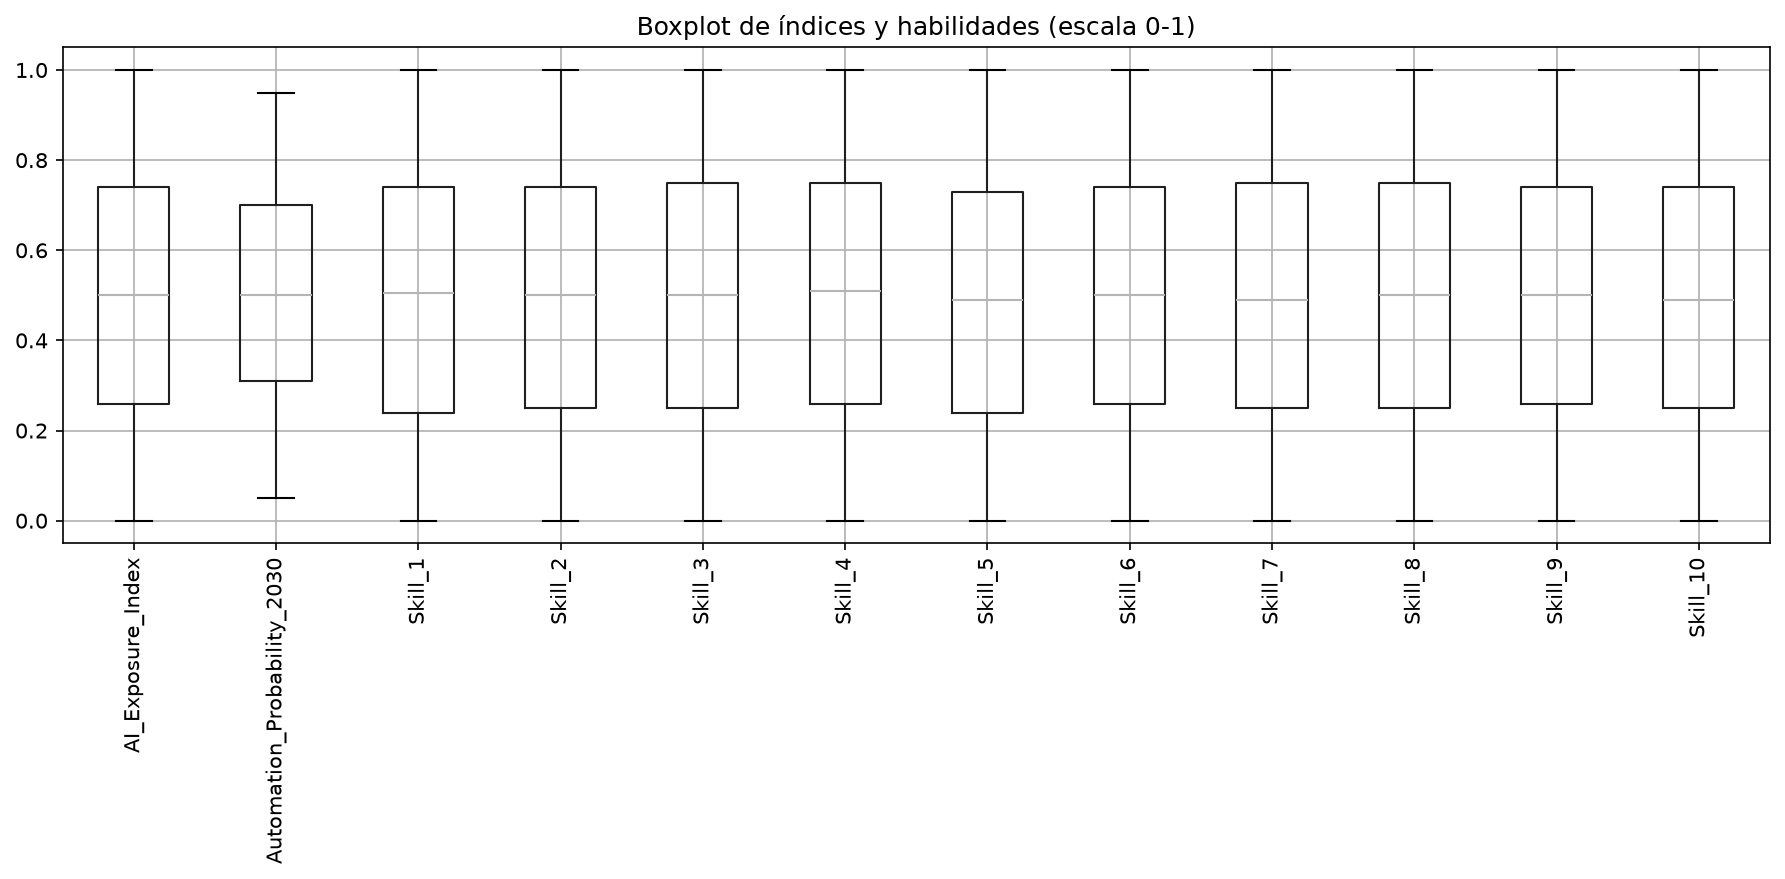 Boxplot de índices y habilidades (escala 0-1)
1.0
0.8
0.6
0.4
0.2
0.0
AI_Exposure_Index
Automation_Probability_2030
Skill_1
Skill_2
Skill_3
Skill_4
Skill_5
Skill_6
Skill_7
Skill_8
Skill_9
Skill_10